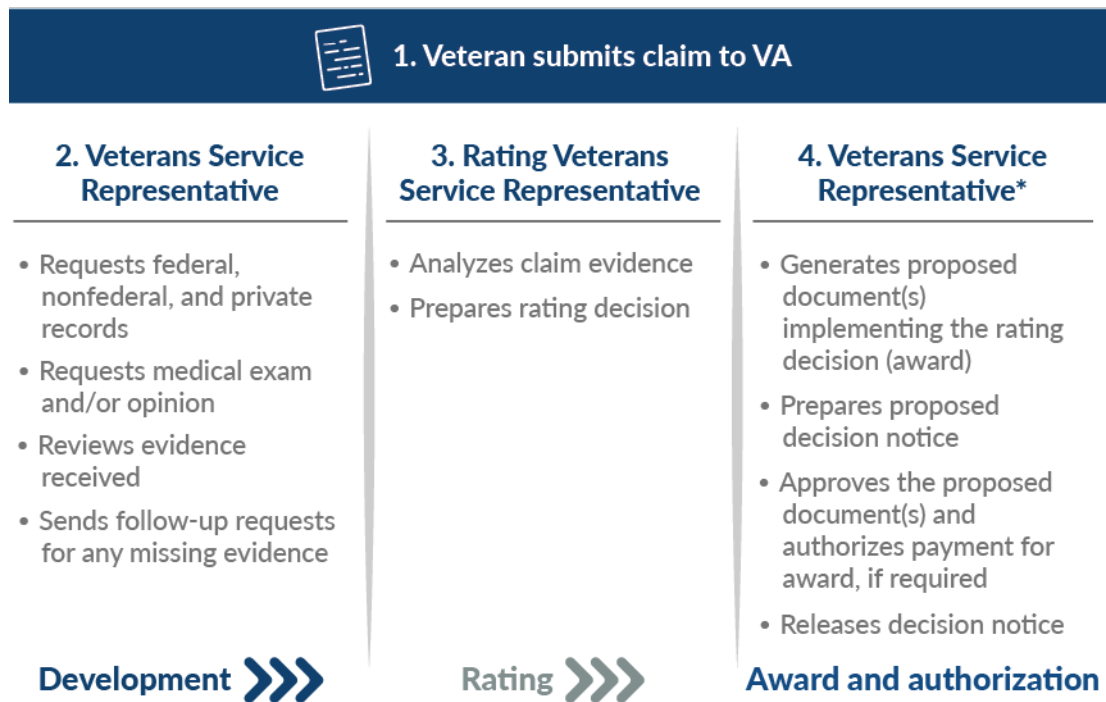 1. Veteran submits claim to VA
2. Veterans Service
Representative
• Requests federal,
nonfederal, and private
records
• Requests medical exam
and/or opinion
• Reviews evidence
received
• Sends follow-up requests
for any missing evidence
Development
3. Rating Veterans
Service Representative
• Analyzes claim evidence
• Prepares rating decision
Rating
4. Veterans Service
Representative*
• Generates proposed
document(s)
implementing the rating
decision (award)
• Prepares proposed
decision notice
• Approves the proposed
document(s) and
authorizes payment for
award, if required
• Releases decision notice
Award and authorization